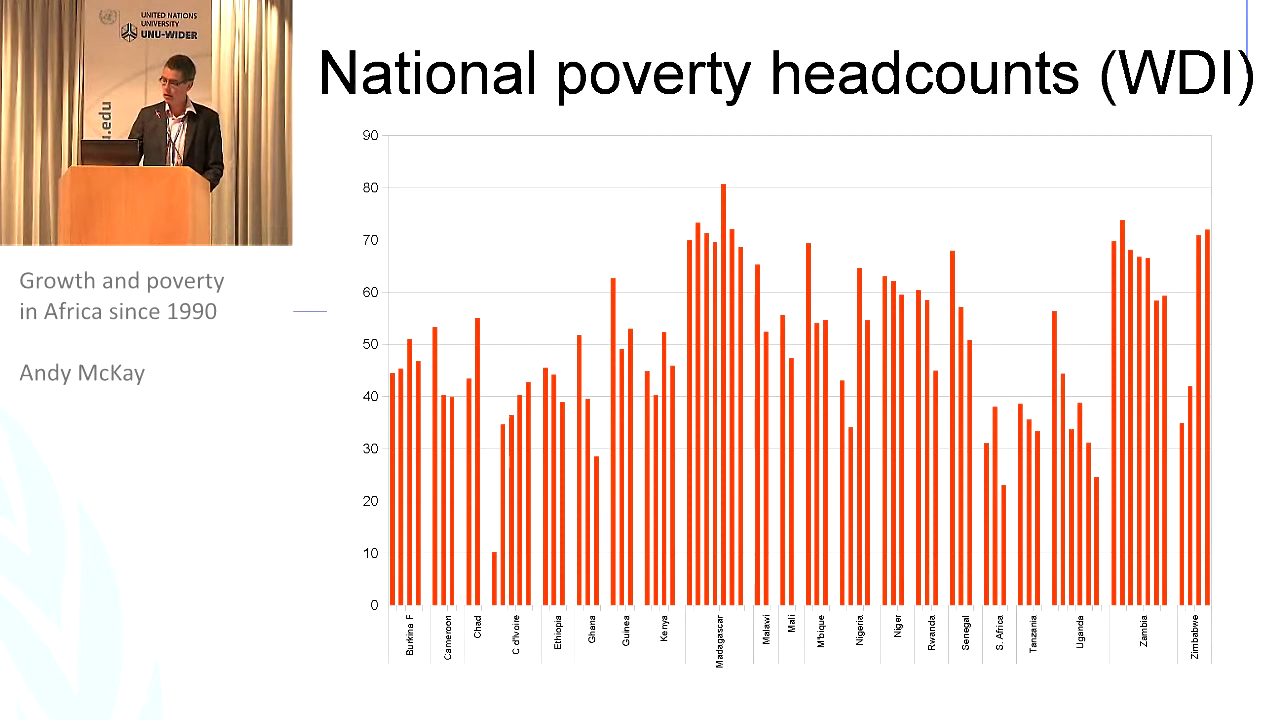 UNITED NATIONS
UNIVERSITY
UNU-WIDER
u.edu
National poverty headcounts (WDI)
Growth and poverty
in Africa since 1990
Andy McKay
90
80
70
60
50
40
30
20
10
0
Burkina F
Cameroon
Chad
C d'Ivoire
Ethiopia
Ghana
Guinea
Kenya
Madagascar
Malawi
Mali
M'bique
Nigeria
Niger
Rwanda
Senegal
S. Africa
Tanzania
Uganda
Zambia
Zimbabwe